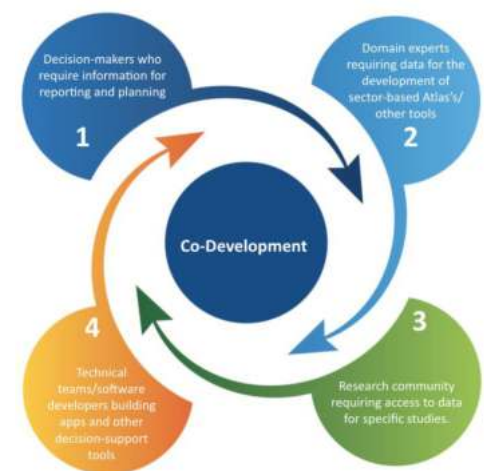 Decision-makers who
require information for
reporting and planning
1
Domain experts
requiring data for the
development of
sector-based Atlas's/
other tools
2
Co-Development
3
Research community
requiring access to data
for specific studies.
4
Technical
teams/software
developers building
apps and other
decision-support
tools